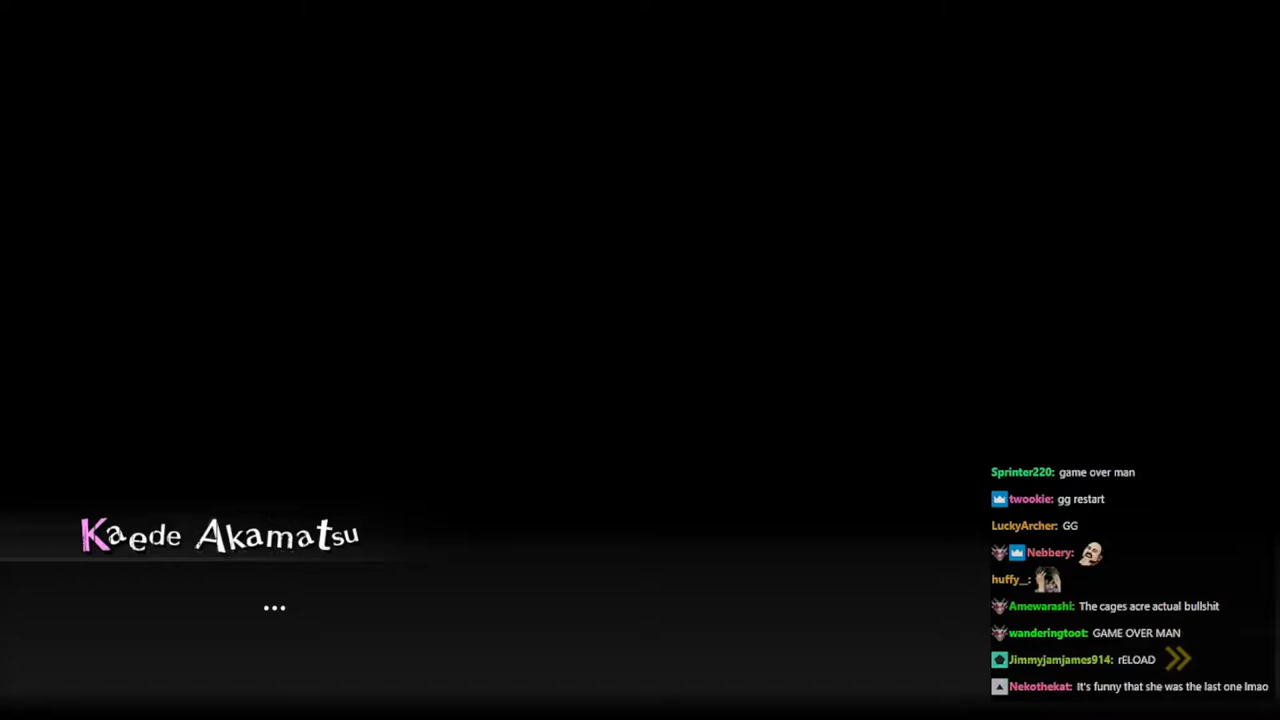 Sprinter220: game over man
twookie: gg restart
LuckyArcher: GG
Nebbery:
huffy_:
Amewarashi: The cages acre actual bullshit
wanderingtoot: GAME OVER MAN
Jimmyjamjames914: rELOAD
Nekothekat: It's funny that she was the last one lmao
Kaede Akamatsu
...